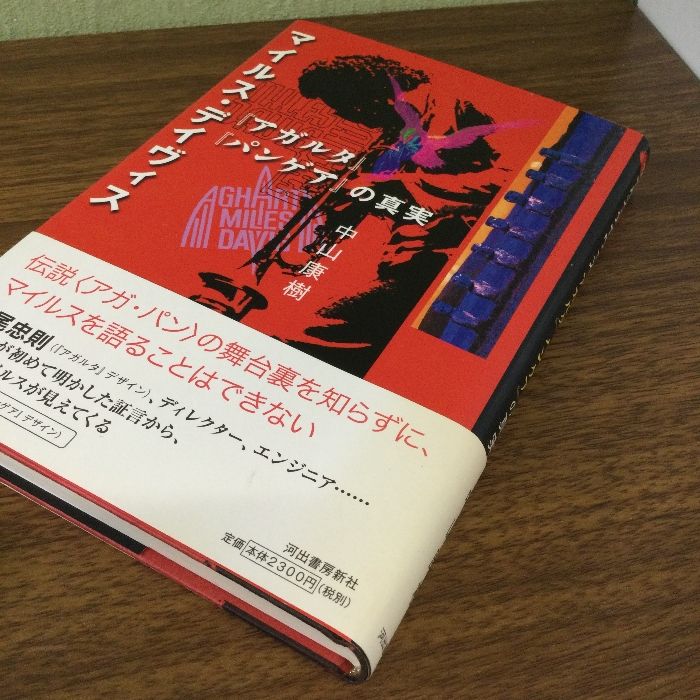 マイルス・デイヴィス
『アガルタ』
『パンゲア』の真実
中山康樹
AGHARTA
MILES
DAVIS
伝説〈アガ・パン〉の舞台裏を知らずに、
マイルスを語ることはできない
尾忠則(『アガルタ』デザイン)、ディレクター、エンジニア……
が初めて明かした証言から、
ルスが見えてくる
ゲア』デザイン)
河出書房新社
定価 本体2300円(税別)